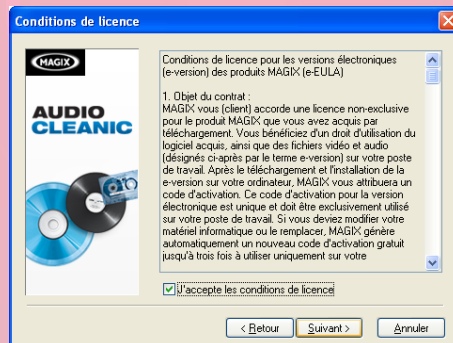 Conditions de licence
MAGIX
AUDIO
CLEANIC
Conditions de licence pour les versions électroniques
(e-version) des produits MAGIX (e-EULA)
1. Objet du contrat :
MAGIX vous (client) accorde une licence non-exclusive
pour le produit MAGIX que vous avez acquis par
téléchargement. Vous bénéficiez d'un droit d'utilisation du
logiciel acquis, ainsi que des fichiers vidéo et audio
(désignés ci-après par le terme e-version) sur votre poste
de travail. Après le téléchargement et l'installation de la
e-version sur votre ordinateur, MAGIX vous attribuera un
code d'activation. Ce code d'activation pour la version
électronique est unique et doit être exclusivement utilisé
sur votre poste de travail. Si vous deviez modifier votre
matériel informatique ou le remplacer, MAGIX génère
automatiquement un nouveau code d'activation gratuit
jusqu'à trois fois à utiliser uniquement sur votre
J'accepte les conditions de licence
< Retour
Suivant >
Annuler